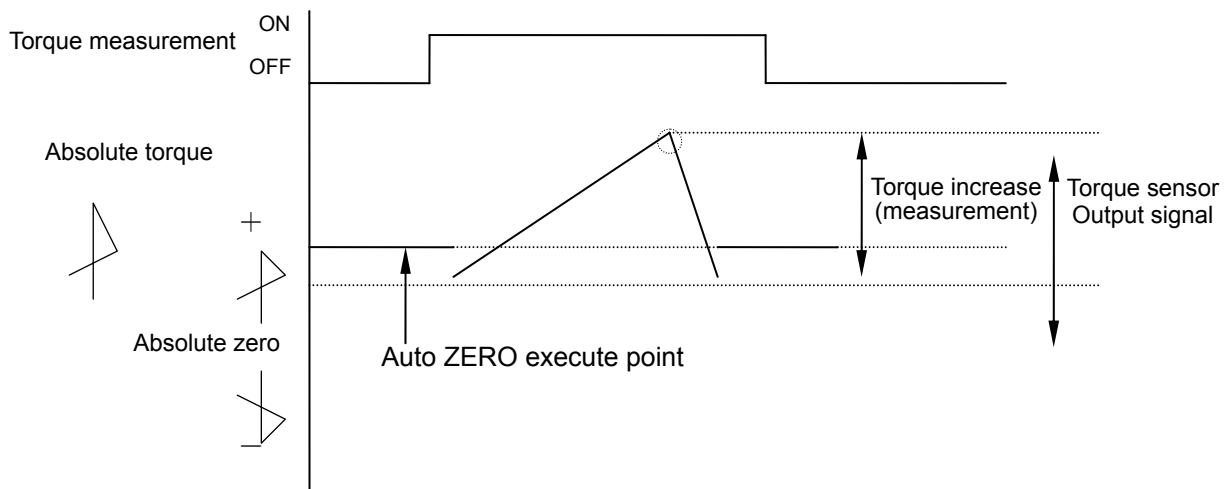 ON
Torque measurement
OFF
Absolute torque
Torque increase
(measurement)
Torque sensor
Output signal
+
Absolute zero
Auto ZERO execute point